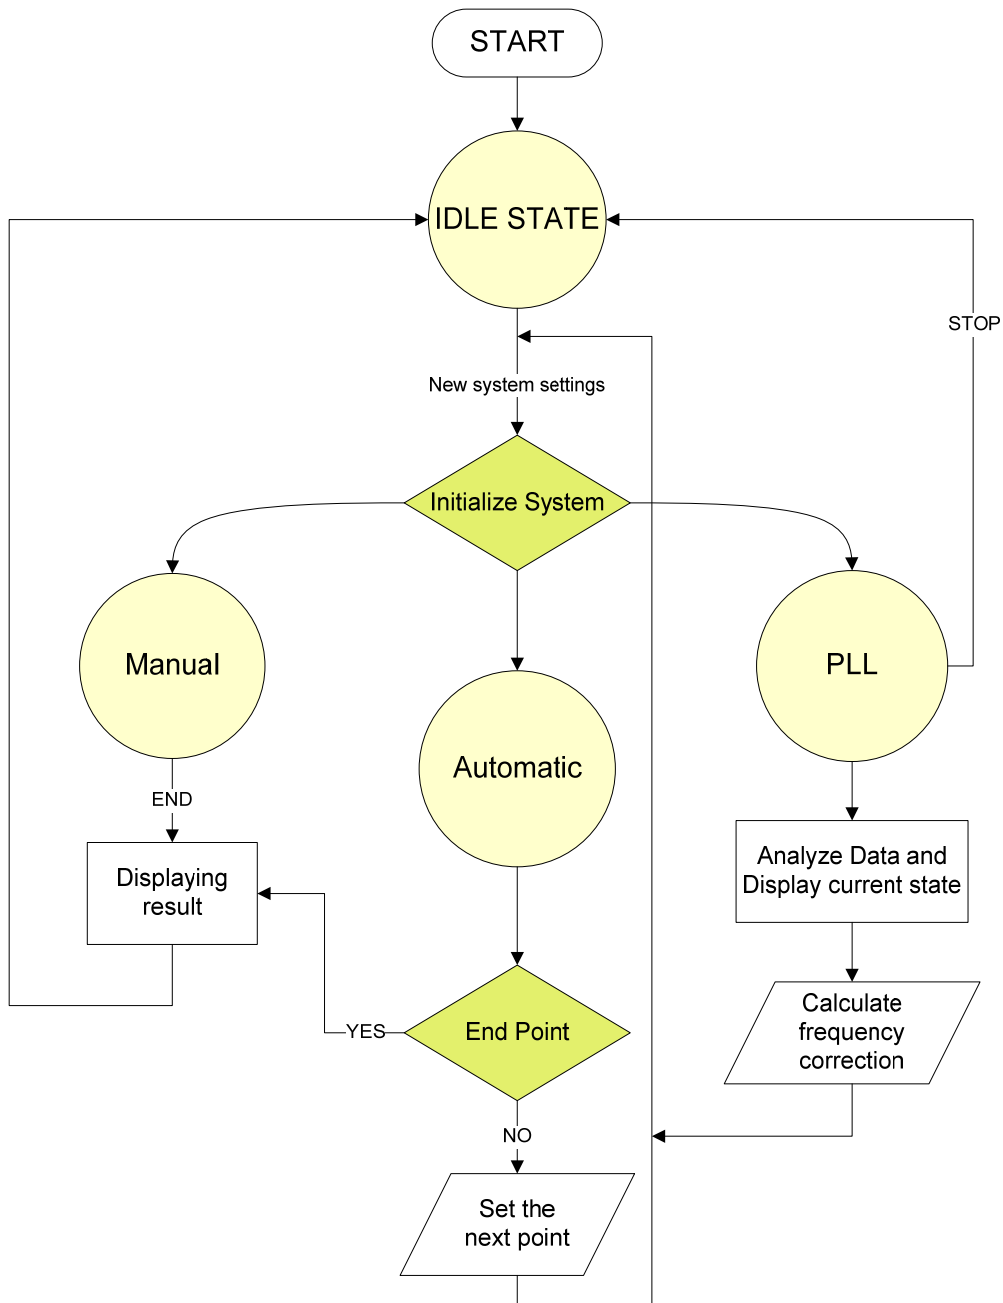 START
IDLE STATE
STOP
New system settings
Initialize System
Manual
PLL
Automatic
END
Displaying
result
Analyze Data and
Display current state
End Point
YES
Calculate
frequency
correction
NO
Set the
next point